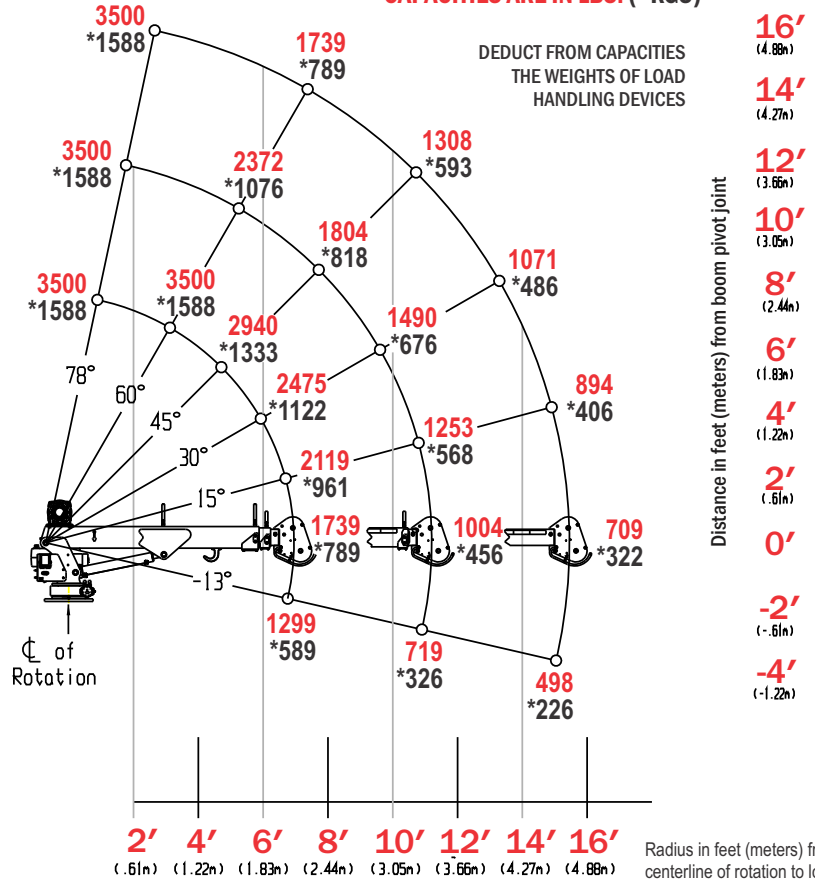 CAPACITIES ARE IN LBS. (*KGS)
DEDUCT FROM CAPACITIES
THE WEIGHTS OF LOAD
HANDLING DEVICES
3500
*1588
1739
*789
1308
*593
1071
*486
894
*406
3500
*1588
2372
*1076
1804
*818
1490
*676
1253
*568
3500
*1588
3500
*1588
2940
*1333
2475
*1122
2119
*961
78°
60°
45°
30°
15°
-13°
1739
*789
1004
*456
709
*322
1299
*589
719
*326
498
*226
℄ of
Rotation
Distance in feet (meters) from boom pivot joint
16′
(4.88m)
14′
(4.27m)
12′
(3.66m)
10′
(3.05m)
8′
(2.44m)
6′
(1.83m)
4′
(1.22m)
2′
(.61m)
0′
-2′
(-.61m)
-4′
(-1.22m)
2′ 4′ 6′ 8′ 10′ 12′ 14′ 16′
(.61m) (1.22m) (1.83m) (2.44m) (3.05m) (3.66m) (4.27m) (4.88m)
Radius in feet (meters)
centerline of rotation to